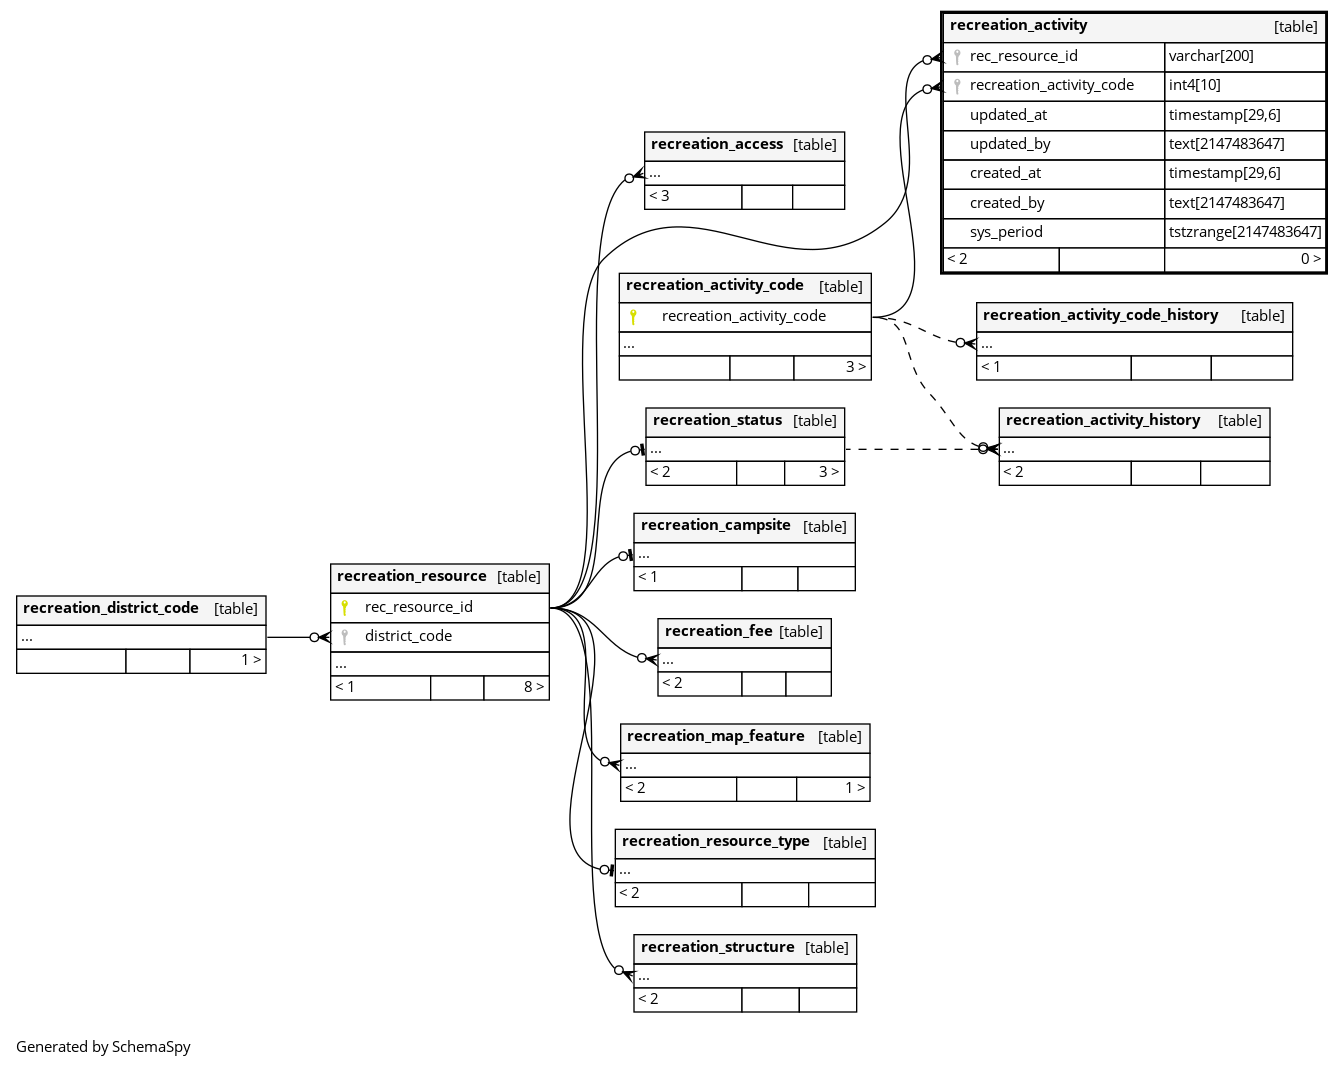 recreation_activity [table]
rec_resource_id varchar[200]
recreation_activity_code int4[10]
updated_at timestamp[29,6]
updated_by text[2147483647]
created_at timestamp[29,6]
created_by text[2147483647]
sys_period tstzrange[2147483647]
< 2 0 >
recreation_access [table]
...
< 3
recreation_activity_code [table]
recreation_activity_code
...
3 >
recreation_activity_code_history [table]
...
< 1
recreation_status [table]
...
< 2 3 >
recreation_activity_history [table]
...
< 2
recreation_campsite [table]
...
< 1
recreation_district_code [table]
...
1 >
recreation_resource [table]
rec_resource_id
district_code
...
< 1 8 >
recreation_fee [table]
...
< 2
recreation_map_feature [table]
...
< 2 1 >
recreation_resource_type [table]
...
< 2
recreation_structure [table]
...
< 2
Generated by SchemaSpy